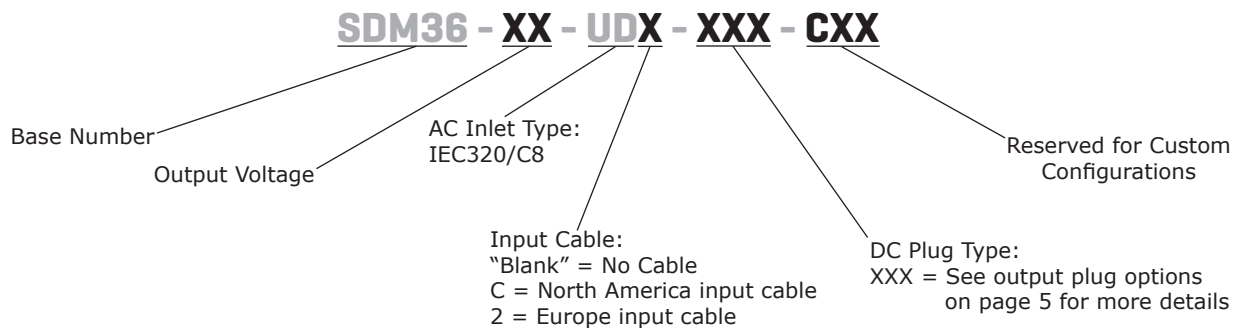 SDM36 - XX - UDX - XXX - CXX
Base Number
Output Voltage
AC Inlet Type:
IEC320/C8
Input Cable:
“Blank” = No Cable
C = North America input cable
2 = Europe input cable
DC Plug Type:
XXX = See output plug options
on page 5 for more details
Reserved for Custom
Configurations